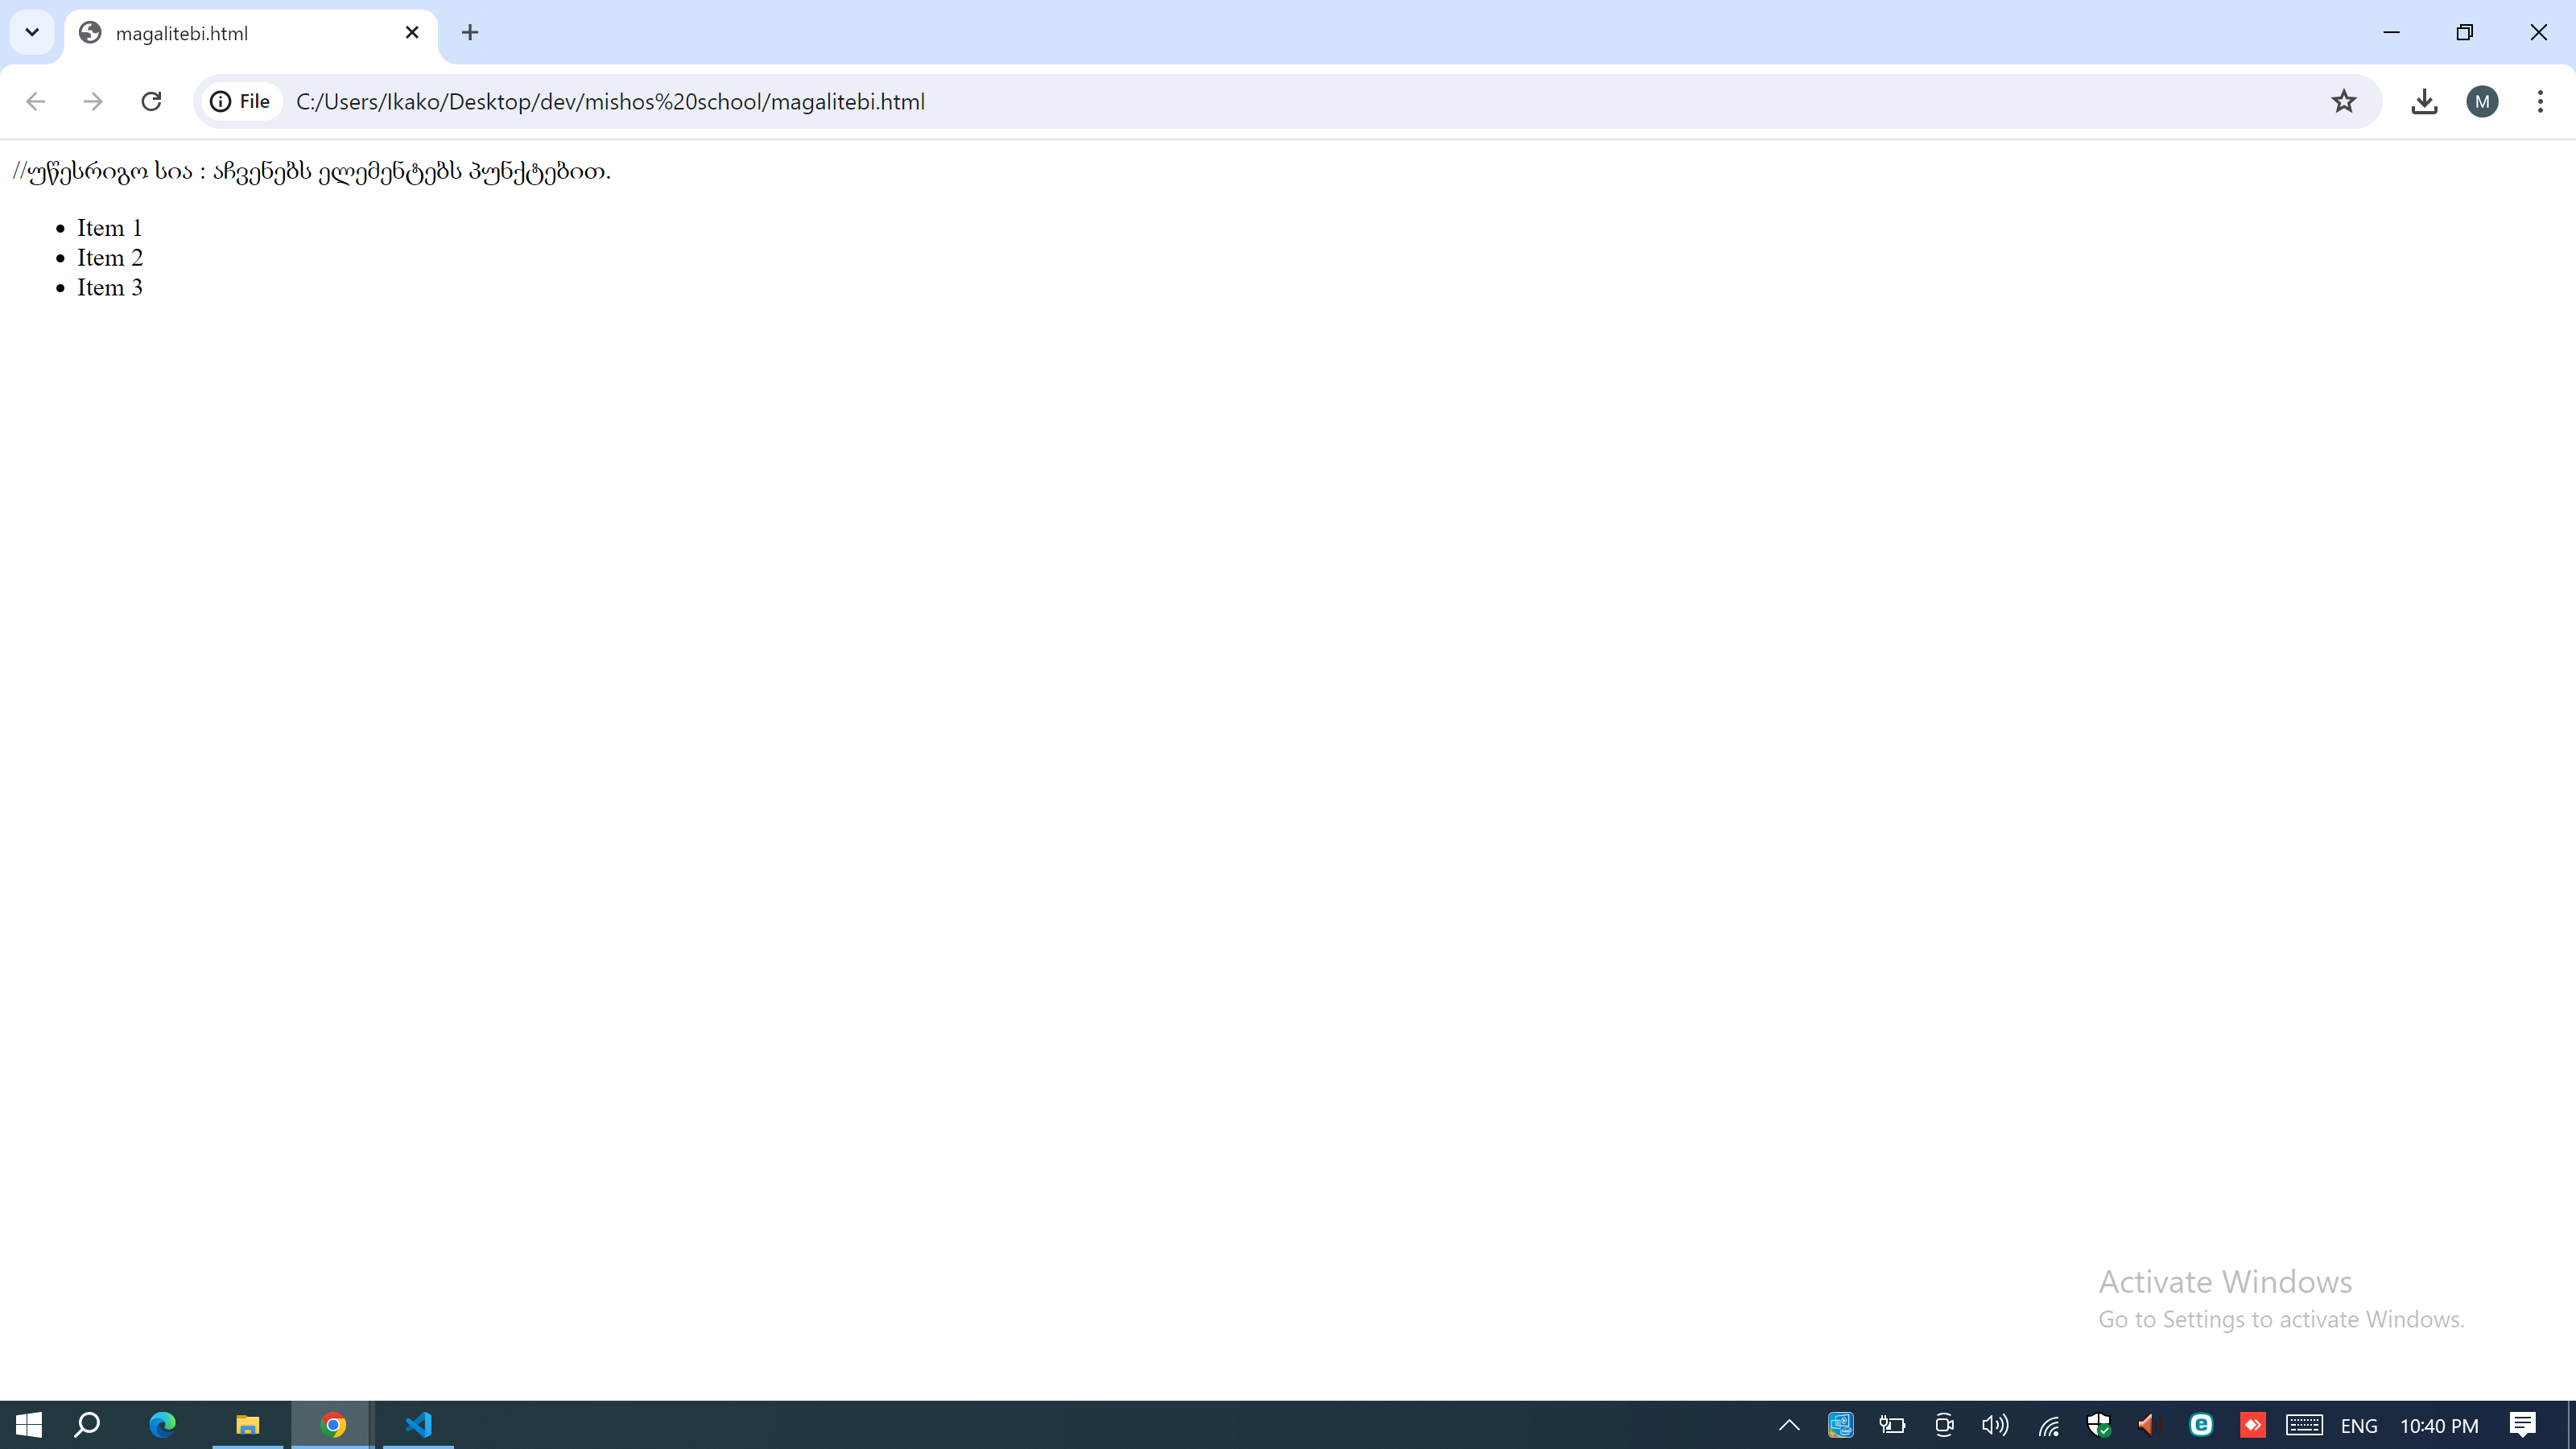 magalitebi.html
File
C:/Users/Ikako/Desktop/dev/mishos%20school/magalitebi.html
M
//უწესრიგო სია : აჩვენებს ელემენტებს პუნქტებით.
• Item 1
• Item 2
• Item 3
Activate Windows
Go to Settings to activate Windows.
ENG
10:40 PM